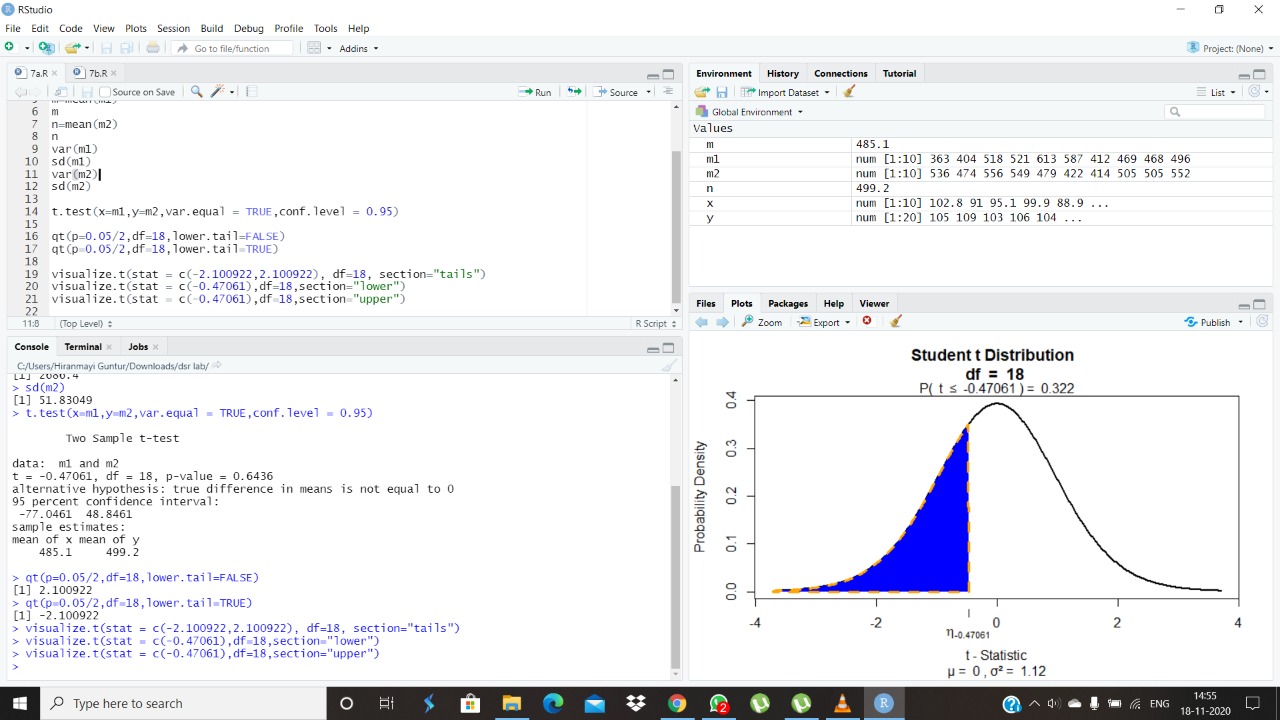 RStudio
File Edit Code View Plots Session Build Debug Profile Tools Help
Go to file/function Addins Project: (None)
7a.R 7b.R
Source on Save Run Source
5 m=mean(m1)
6 m
7 n=mean(m2)
8 n
9 var(m1)
10 sd(m1)
11 var(m2)
12 sd(m2)
13
14 t.test(x=m1,y=m2,var.equal = TRUE,conf.level = 0.95)
15
16 qt(p=0.05/2,df=18,lower.tail=FALSE)
17 qt(p=0.05/2,df=18,lower.tail=TRUE)
18
19 visualize.t(stat = c(-2.100922,2.100922), df=18, section="tails")
20 visualize.t(stat = c(-0.47061),df=18,section="lower")
21 visualize.t(stat = c(-0.47061),df=18,section="upper")
22
11:8 (Top Level) R Script
Console Terminal Jobs
C:/Users/Hiranmayi Guntur/Downloads/dsr lab/
[1] 2686.4
> sd(m2)
[1] 51.83049
> t.test(x=m1,y=m2,var.equal = TRUE,conf.level = 0.95)
Two Sample t-test
data: m1 and m2
t = -0.47061, df = 18, p-value = 0.6436
alternative hypothesis: true difference in means is not equal to 0
95 percent confidence interval:
-77.0461 48.8461
sample estimates:
mean of x mean of y
485.1 499.2
> qt(p=0.05/2,df=18,lower.tail=FALSE)
[1] 2.100922
> qt(p=0.05/2,df=18,lower.tail=TRUE)
[1] -2.100922
> visualize.t(stat = c(-2.100922,2.100922), df=18, section="tails")
> visualize.t(stat = c(-0.47061),df=18,section="lower")
> visualize.t(stat = c(-0.47061),df=18,section="upper")
>
Environment History Connections Tutorial
Import Dataset List
Global Environment
Values
m 485.1
m1 num [1:10] 363 404 518 521 613 587 412 469 468 496
m2 num [1:10] 536 474 556 549 479 422 414 505 505 552
n 499.2
x num [1:10] 102.8 91 95.1 99.9 88.9 ...
y num [1:20] 105 109 103 106 104 ...
Files Plots Packages Help Viewer
Zoom Export Publish
Student t Distribution
df = 18
P( t ≤ -0.47061 ) = 0.322
Probability Density
0.4
0.3
0.2
0.1
0.0
-4 -2 0 2 4
η-0.47061
t - Statistic
μ = 0 , σ² = 1.12
Type here to search
2
ENG
14:55
18-11-2020